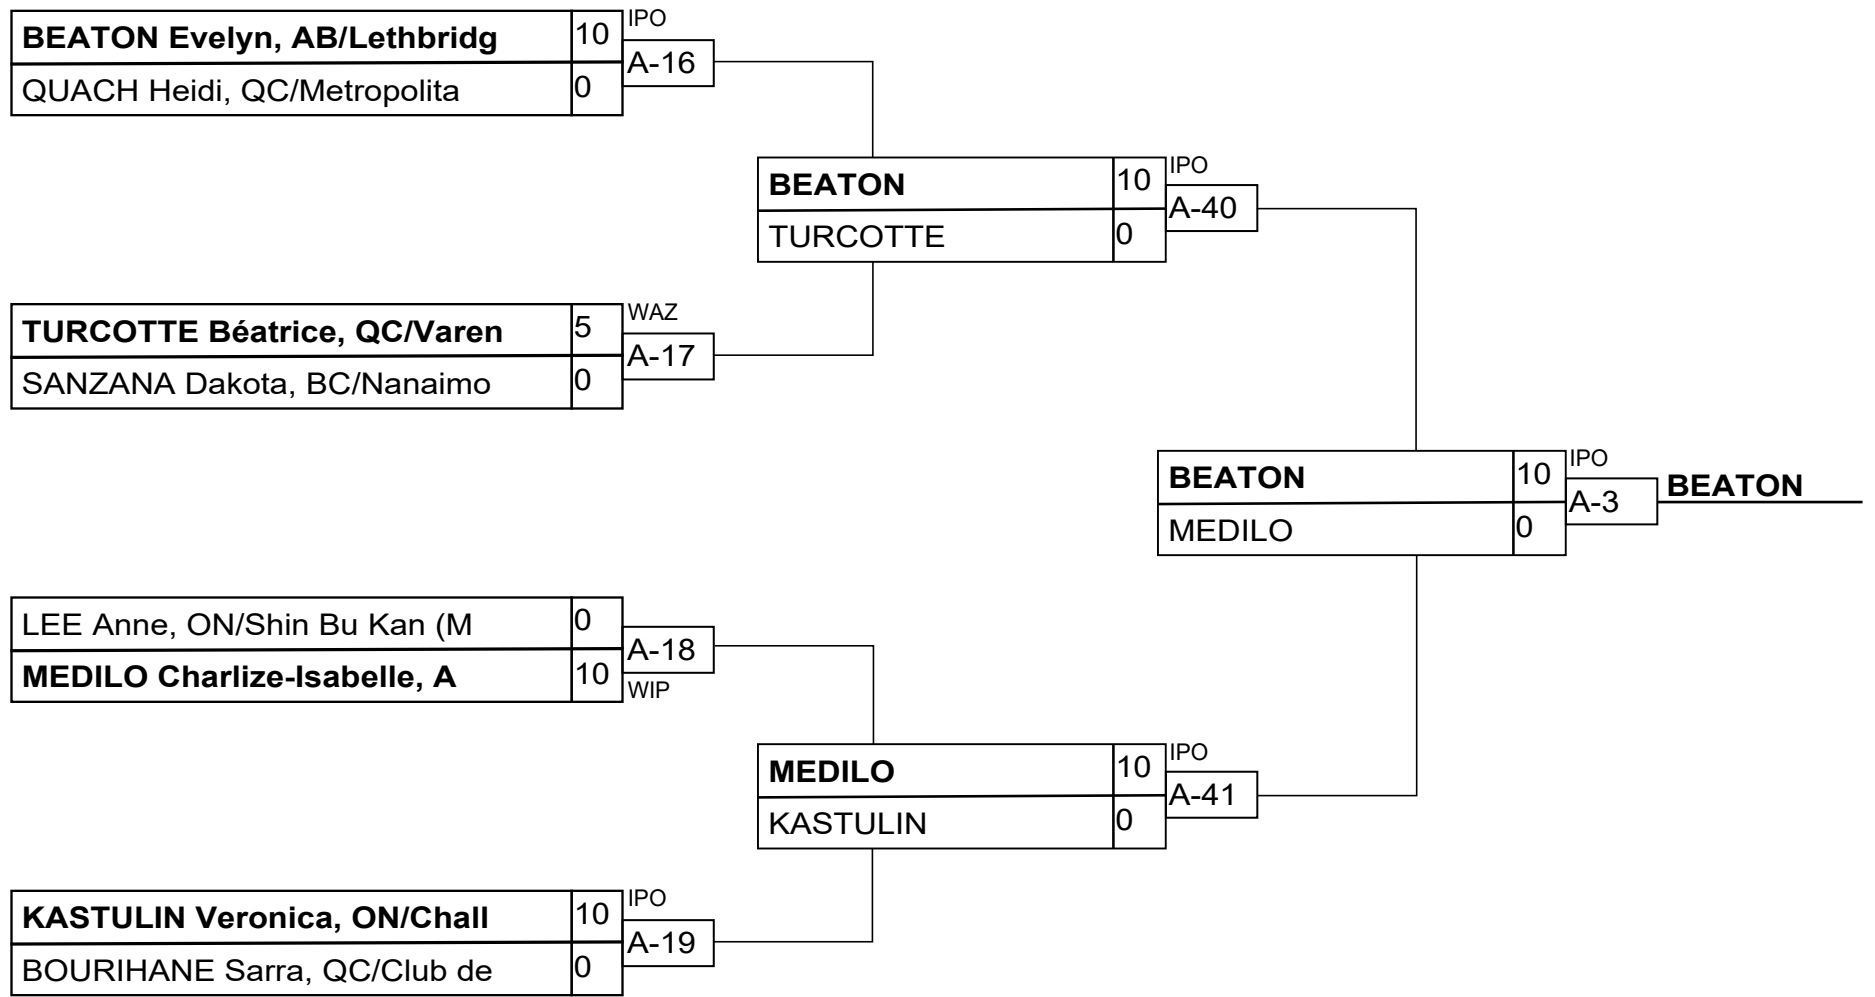 BEATON Evelyn, AB/Lethbridg 10 IPO
A-16
QUACH Heidi, QC/Metropolita 0
BEATON 10 IPO
A-40
TURCOTTE 0
TURCOTTE Béatrice, QC/Varen 5 WAZ
A-17
SANZANA Dakota, BC/Nanaimo 0
BEATON 10 IPO
A-3 BEATON
MEDILO 0
LEE Anne, ON/Shin Bu Kan (M 0
A-18
MEDILO Charlize-Isabelle, A 10 WIP
MEDILO 10 IPO
A-41
KASTULIN 0
KASTULIN Veronica, ON/Chall 10 IPO
A-19
BOURIHANE Sarra, QC/Club de 0